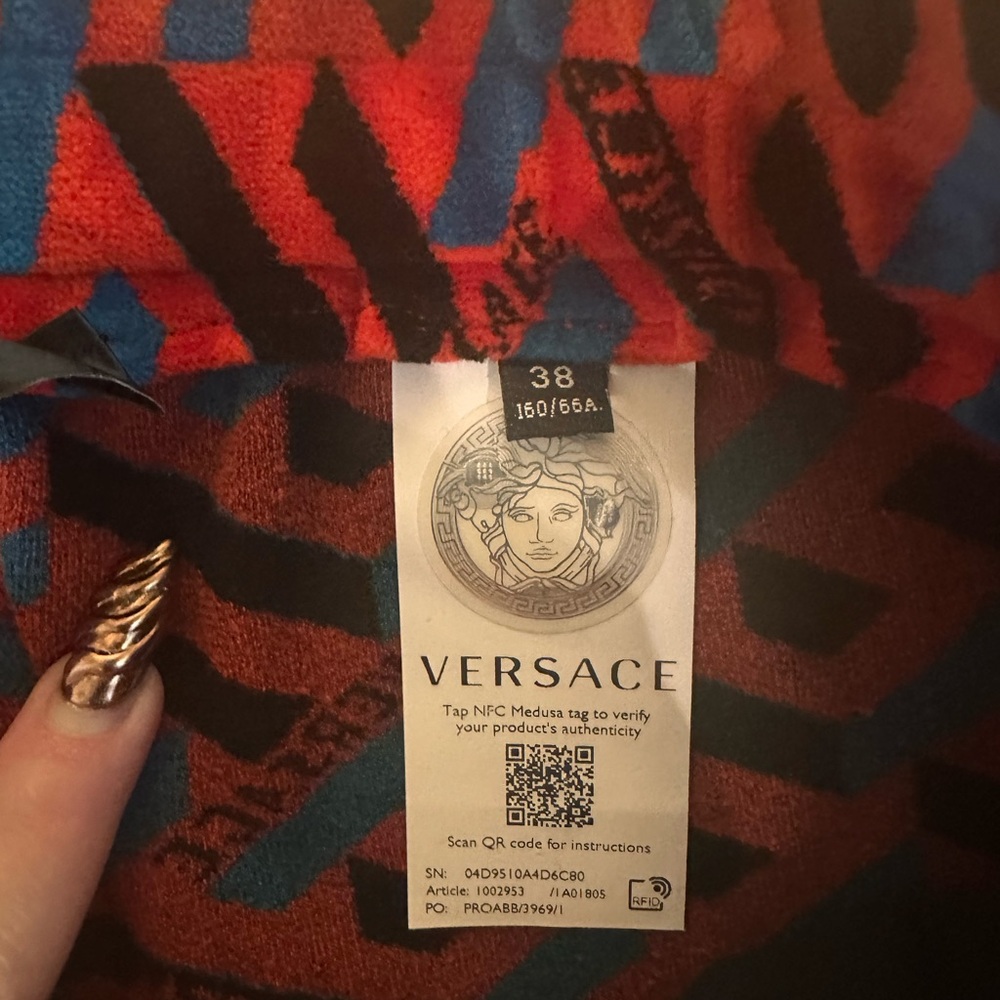 38
160/66A.
VERSACE
Tap NFC Medusa tag to verify
your product's authenticity
Scan QR code for instructions
SN: 04D9510A4D6C80
Article: 1002953 /1A01805
PO: PROABB/3969/1
RFID